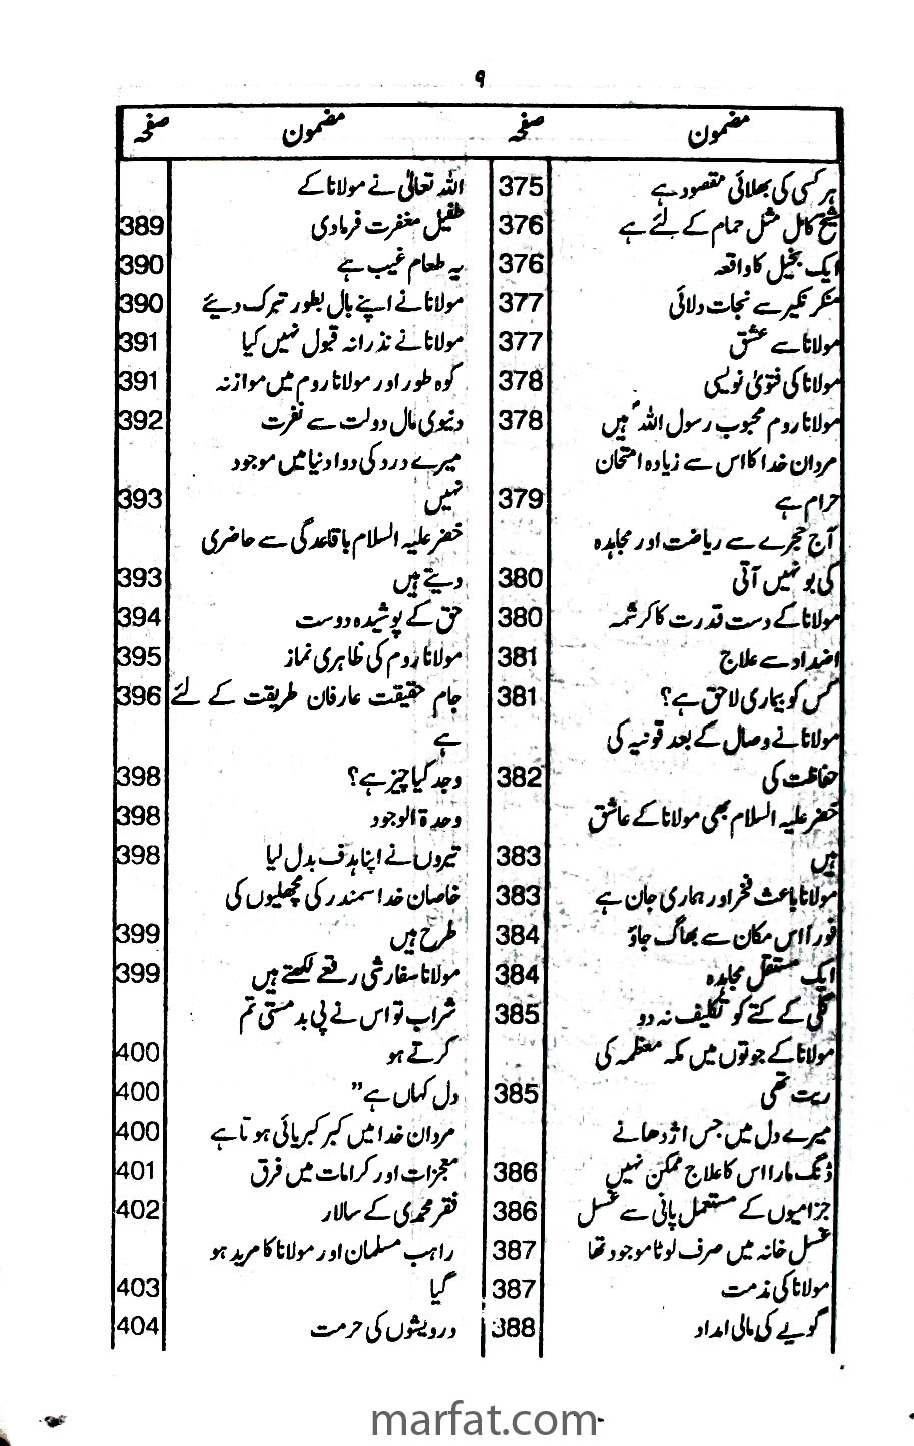 ۹
مضمون صفحہ
ہر کسی کی بھلائی مقصود ہے 375
شیخ کامل مثل حمام کے لئے ہے 376
ایک بخیل کا واقعہ 376
منکر نکیر سے نجات دلائی 377
مولانا سے عشق 377
مولانا کی فتویٰ نویسی 378
مولانا روم محبوب رسول اللہ ہیں 378
مردان خدا کا اس سے زیادہ امتحان
حرام ہے 379
آج حجرے سے ریاضت اور مجاہدہ
کی بو نہیں آتی 380
مولانا کے دست قدرت کا کرشمہ 380
اضداد سے علاج 381
کس کو بیماری لاحق ہے؟ 381
مولانا نے وصال کے بعد قونیہ کی
حفاظت کی 382
خضر علیہ السلام بھی مولانا کے عاشق
ہیں 383
مولانا باعث فخر اور ہماری جان ہے 383
فوراً اس مکان سے بھاگ جاؤ 384
ایک مستقل مجاہدہ 384
گلی کے کتے کو تکلیف نہ دو 385
مولانا کے جوتوں میں مکہ معظمہ کی
ریت تھی 385
میرے دل میں جس اژدھا نے
ڈنگ مارا اس کا علاج ممکن نہیں 386
جزامیوں کے مستعمل پانی سے غسل 386
غسل خانہ میں صرف لوٹا موجود تھا 387
مولانا کی ذمت 387
گویے کی مالی امداد 388
مضمون صفحہ
اللہ تعالیٰ نے مولانا کے
طفیل مغفرت فرما دی 389
یہ طعام غیب ہے 390
مولانا نے اپنے بال بطور تبرک دیئے 390
مولانا نے نذرانہ قبول نہیں کیا 391
کوہ طور اور مولانا روم میں موازنہ 391
دنیوی مال دولت سے نفرت 392
میرے درد کی دوا دنیا میں موجود
نہیں 393
خضر علیہ السلام باقاعدگی سے حاضری
دیتے ہیں 393
حق کے پوشیدہ دوست 394
مولانا روم کی ظاہری نماز 395
جام حقیقت عارفان طریقت کے لئے 396
ہے
وجد کیا چیز ہے؟ 398
وحدۃ الوجود 398
تیروں نے اپنا ہدف بدل لیا 398
خاصان خدا سمندر کی مچھلیوں کی
طرح ہیں 399
مولانا سفارشی رقعے لکھتے ہیں 399
شراب تو اس نے پی بد مستی تم
کرتے ہو 400
دل کہاں ہے” 400
مردان خدا میں کبر کبریائی ہوتا ہے 400
معجزات اور کرامات میں فرق 401
فقر محمدی کے سالار 402
راہب مسلمان اور مولانا کا مرید ہو
گیا 403
درویشوں کی حرمت 404
marfat.com